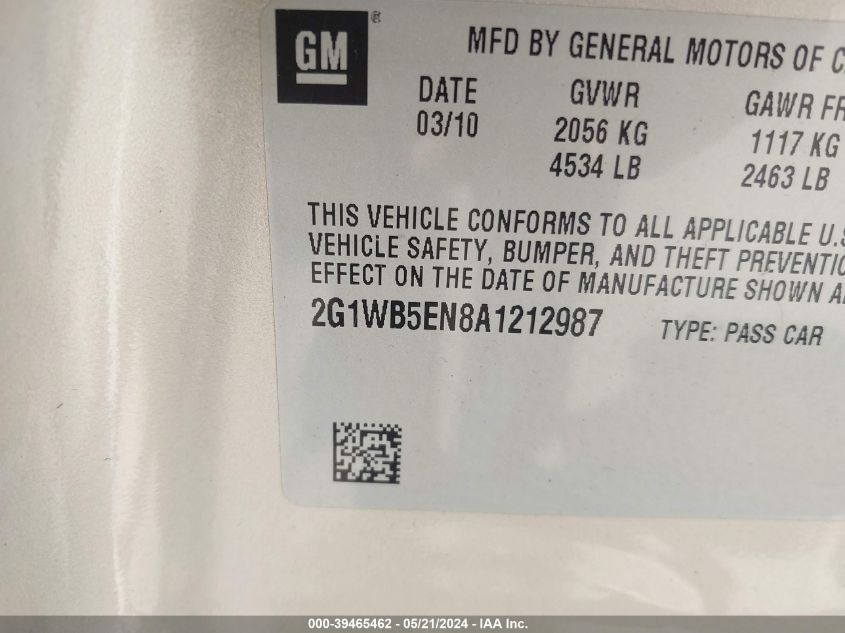 GM®
MFD BY GENERAL MOTORS OF
DATE GVWR GAWR
03/10 2056 KG 1117 KG
4534 LB 2463 LB
THIS VEHICLE CONFORMS TO ALL APPLICABLE
VEHICLE SAFETY, BUMPER, AND THEFT
EFFECT ON THE DATE OF MANUFACTURE SHOWN
2G1WB5EN8A1212987 TYPE: PASS CAR
000-39465462 - 05/21/2024 - IAA Inc.